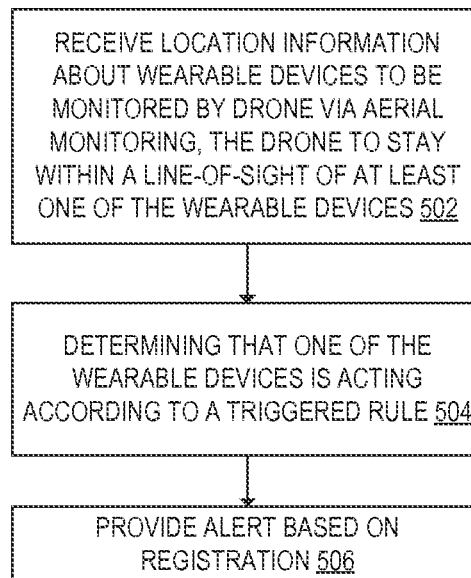 RECEIVE LOCATION INFORMATION
ABOUT WEARABLE DEVICES TO BE
MONITORED BY DRONE VIA AERIAL
MONITORING, THE DRONE TO STAY
WITHIN A LINE-OF-SIGHT OF AT LEAST
ONE OF THE WEARABLE DEVICES 502
DETERMINING THAT ONE OF THE
WEARABLE DEVICES IS ACTING
ACCORDING TO A TRIGGERED RULE 504
PROVIDE ALERT BASED ON
REGISTRATION 506